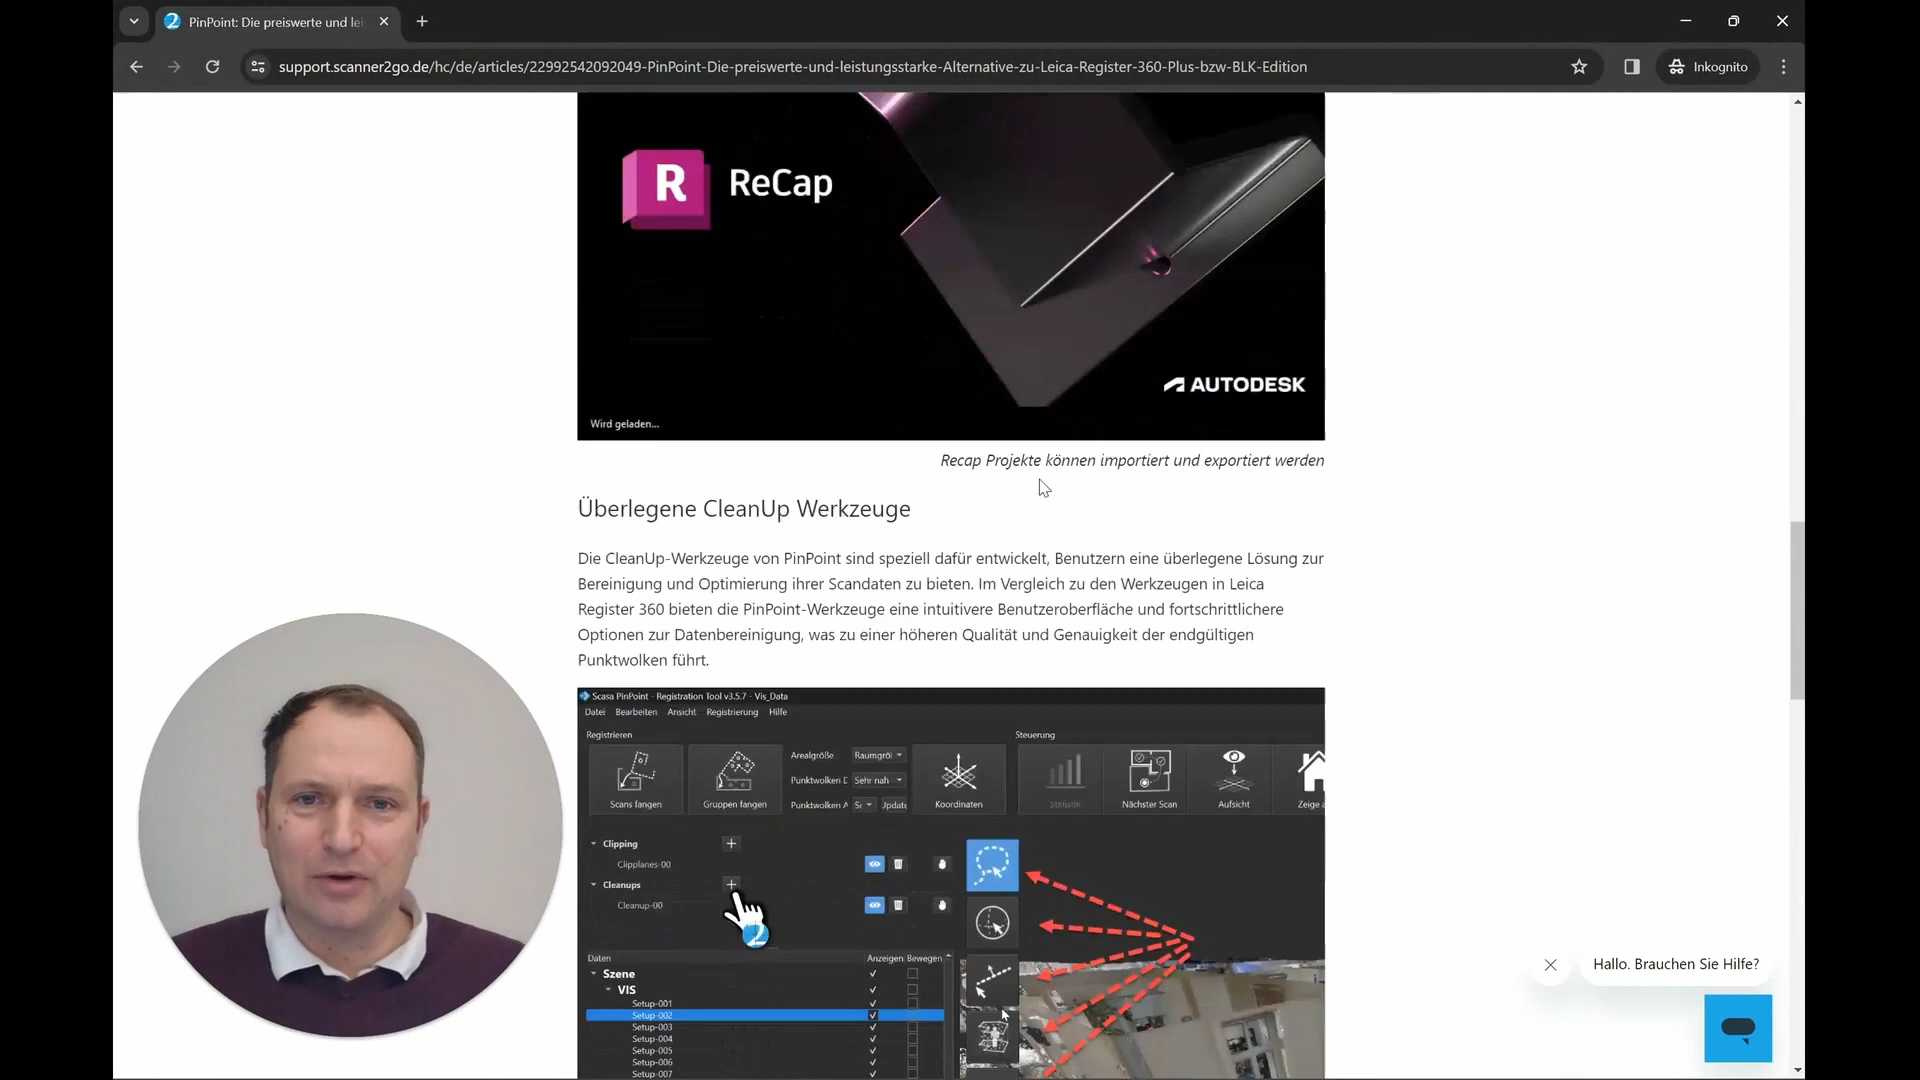 PinPoint: Die preiswerte und lei
support.scanner2go.de/hc/de/articles/22992542092049-PinPoint-Die-preiswerte-und-leistungsstarke-Alternative-zu-Leica-Register-360-Plus-bzw-BLK-Edition
Inkognito
R ReCap
AUTODESK
Wird geladen...
Recap Projekte können importiert und exportiert werden
Überlegene CleanUp Werkzeuge
Die CleanUp-Werkzeuge von PinPoint sind speziell dafür entwickelt, Benutzern eine überlegene Lösung zur
Bereinigung und Optimierung ihrer Scandaten zu bieten. Im Vergleich zu den Werkzeugen in Leica
Register 360 bieten die PinPoint-Werkzeuge eine intuitivere Benutzeroberfläche und fortschrittlichere
Optionen zur Datenbereinigung, was zu einer höheren Qualität und Genauigkeit der endgültigen
Punktwolken führt.
Scasa PinPoint - Registration Tool v3.5.7 - Vis_Data
Datei Bearbeiten Ansicht Registrierung Hilfe
Registrieren
Steuerung
Arealgröße Raumgröl
Punktwolken D Sehr nah
Punktwolken A Update
Scans fangen Gruppen fangen Koordinaten Statistik Nächster Scan Aufsicht Zeige a
Clipping
Clipplanes-00
Cleanups
Cleanup-00
Daten Anzeigen Bewegen
Szene
VIS
Setup-001
Setup-002
Setup-003
Setup-004
Setup-005
Setup-006
Setup-007
Hallo. Brauchen Sie Hilfe?